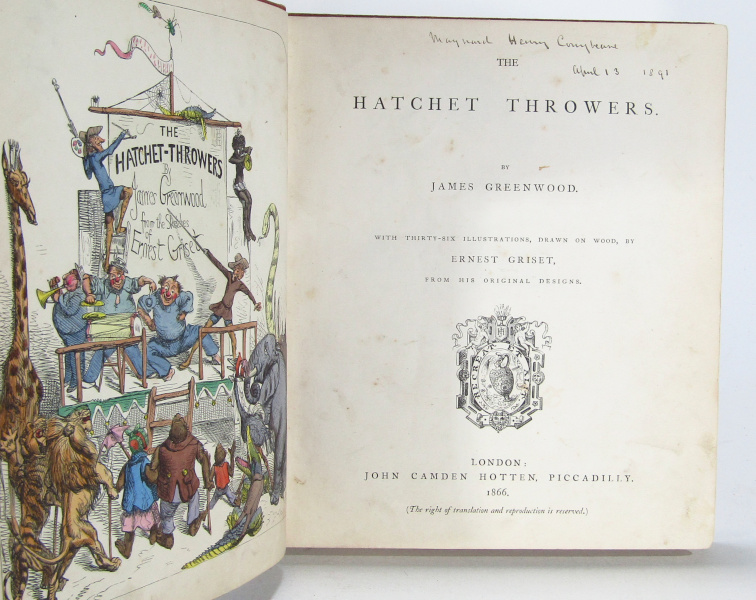 THE
HATCHET-THROWERS
By
James Greenwood
from the Sketches
of
Ernest Griset
Maynard Henry Conybeare
April 13 1891
THE
HATCHET THROWERS.
BY
JAMES GREENWOOD.
WITH THIRTY-SIX ILLUSTRATIONS, DRAWN ON WOOD, BY
ERNEST GRISET,
FROM HIS ORIGINAL DESIGNS.
LONDON:
JOHN CAMDEN HOTTEN, PICCADILLY.
1866.
(The right of translation and reproduction is reserved.)